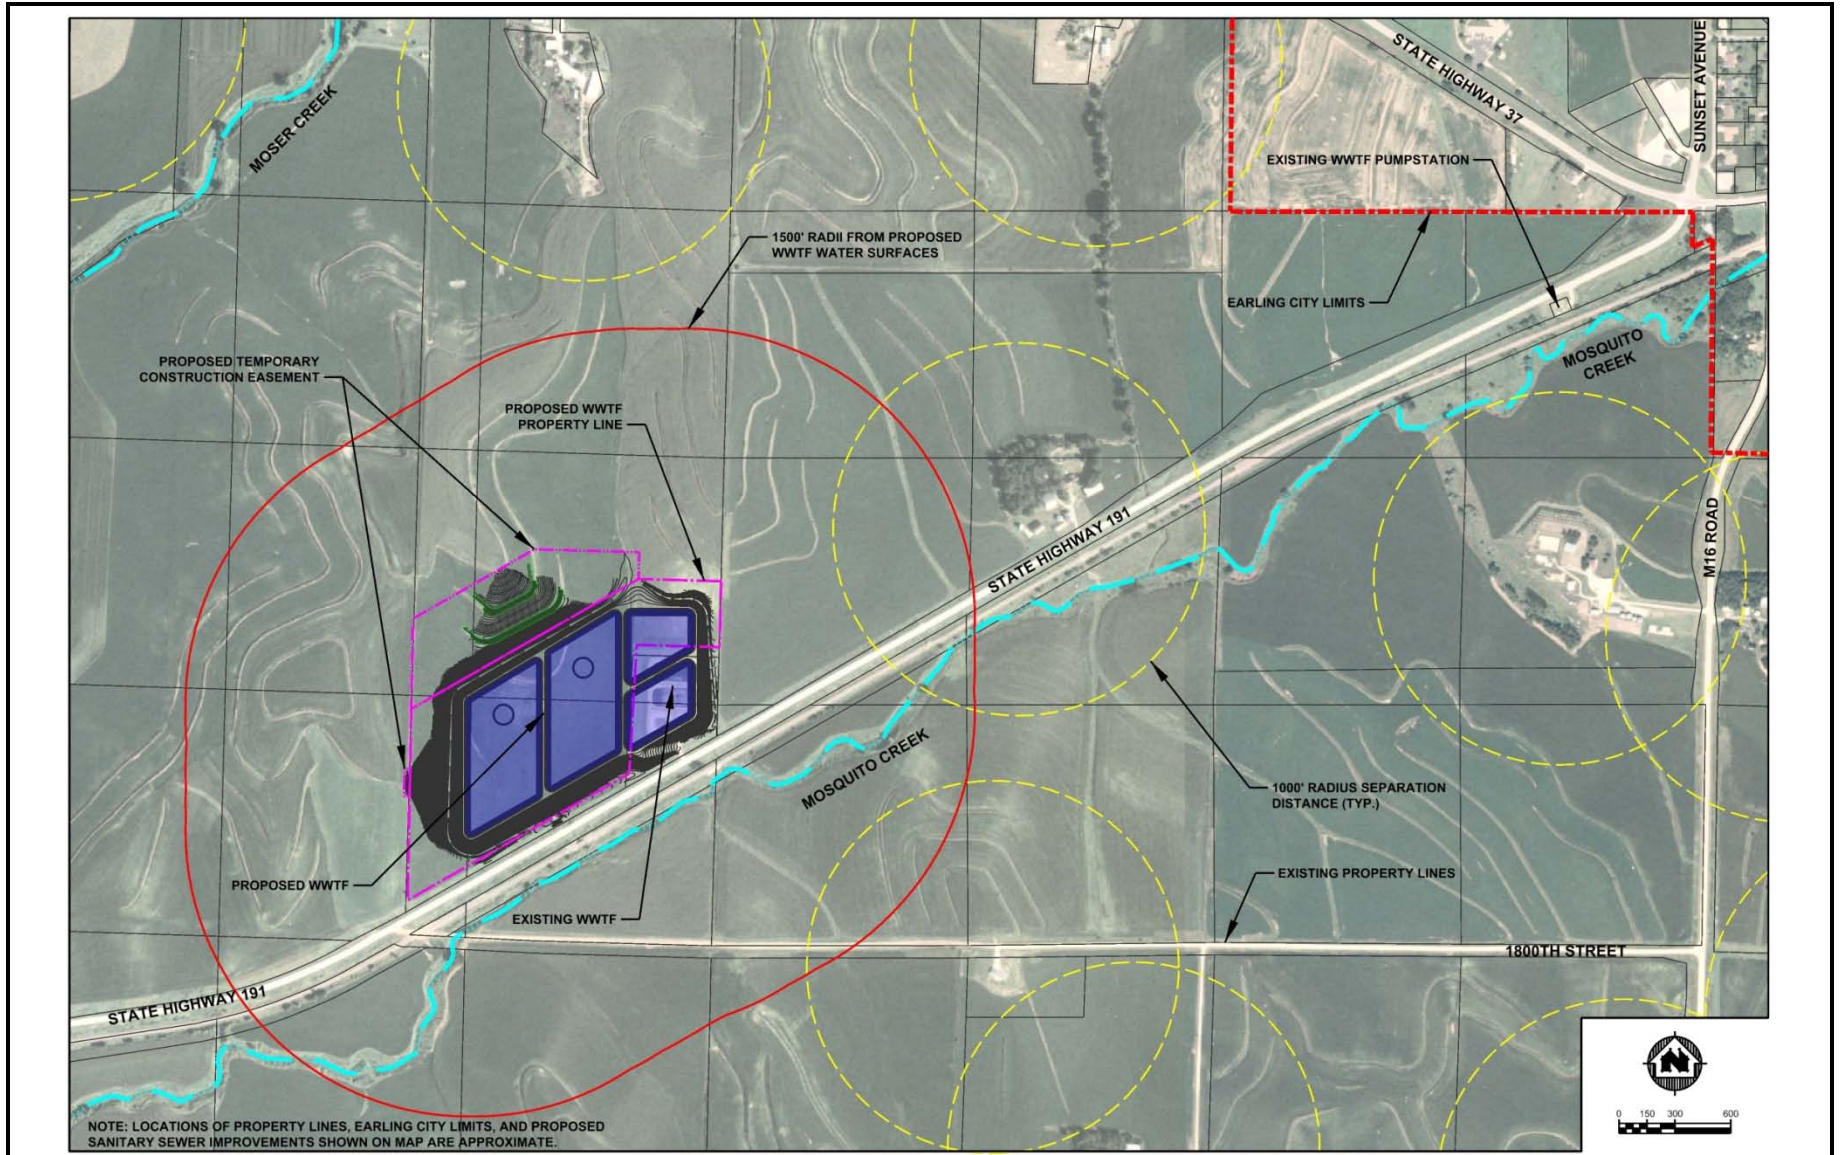 SUNSET AVENUE
STATE HIGHWAY 37
MOSER CREEK
EXISTING WWTF PUMPSTATION
1500' RADII FROM PROPOSED
WWTF WATER SURFACES
EARLING CITY LIMITS
MOSQUITO
CREEK
PROPOSED TEMPORARY
CONSTRUCTION EASEMENT
PROPOSED WWTF
PROPERTY LINE
STATE HIGHWAY 191
M16 ROAD
MOSQUITO CREEK
1000' RADIUS SEPARATION
DISTANCE (TYP.)
PROPOSED WWTF
EXISTING PROPERTY LINES
EXISTING WWTF
1800TH STREET
STATE HIGHWAY 191
N
0 150 300 600
NOTE: LOCATIONS OF PROPERTY LINES, EARLING CITY LIMITS, AND PROPOSED
SANITARY SEWER IMPROVEMENTS SHOWN ON MAP ARE APPROXIMATE.